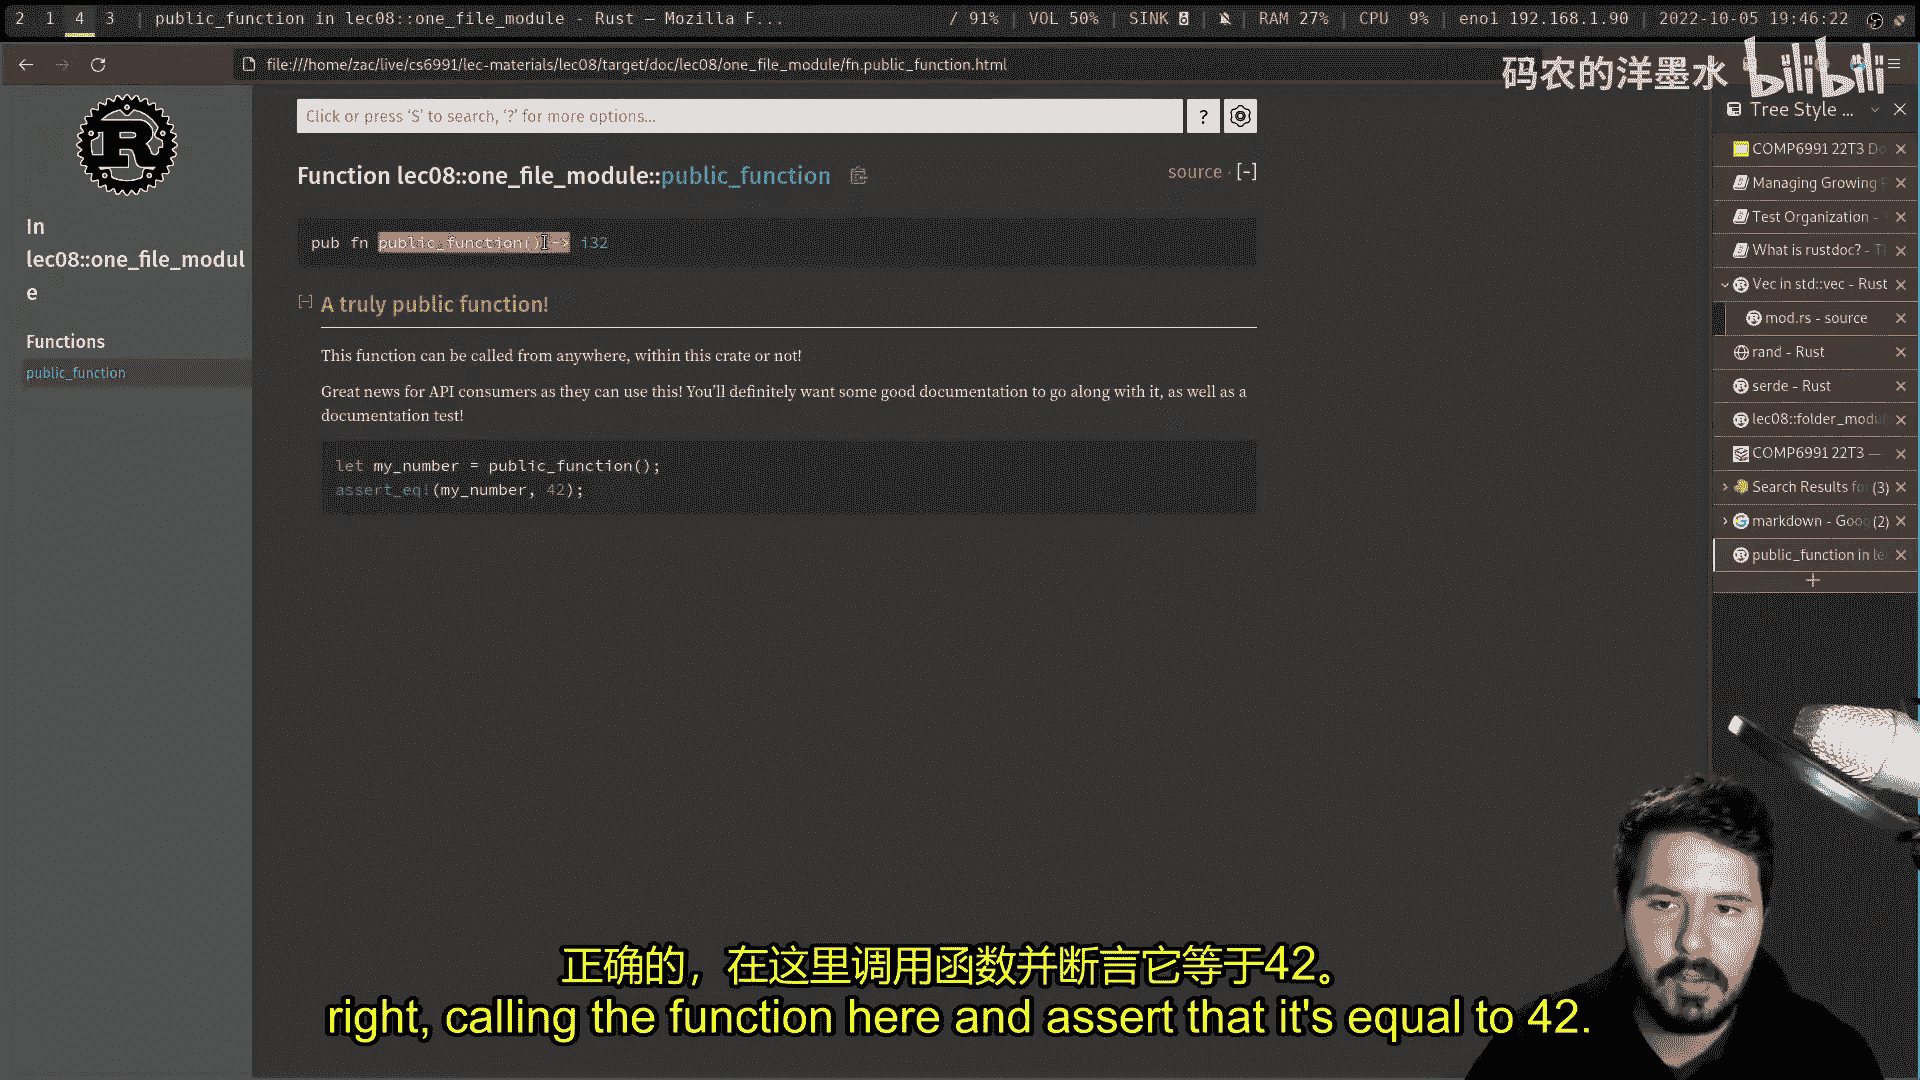 2 1 4 3 | public_function in lec08::one_file_module - Rust — Mozilla F...
/ 91% | VOL 50% | SINK | RAM 27% | CPU 9% | eno1 192.168.1.90 | 2022-10-05 19:46:22
file:///home/zac/live/cs6991/lec-materials/lec08/target/doc/lec08/one_file_module/fn.public_function.html
码农的洋墨水 bilibili
In
lec08::one_file_modul
e
Functions
public_function
Click or press ‘S’ to search, ‘?’ for more options…
?
Function lec08::one_file_module::public_function
source · [-]
pub fn public_function() -> i32
[-] A truly public function!
This function can be called from anywhere, within this crate or not!
Great news for API consumers as they can use this! You’ll definitely want some good documentation to go along with it, as well as a
documentation test!
let my_number = public_function();
assert_eq!(my_number, 42);
Tree Style ...
COMP6991 22T3 Do
Managing Growing
Test Organization -
What is rustdoc? - T
Vec in std::vec - Rust
mod.rs - source
rand - Rust
serde - Rust
lec08::folder_modu
COMP6991 22T3 —
Search Results fo (3)
markdown - Goog (2)
public_function in le
正确的，在这里调用函数并断言它等于42。
right, calling the function here and assert that it's equal to 42.